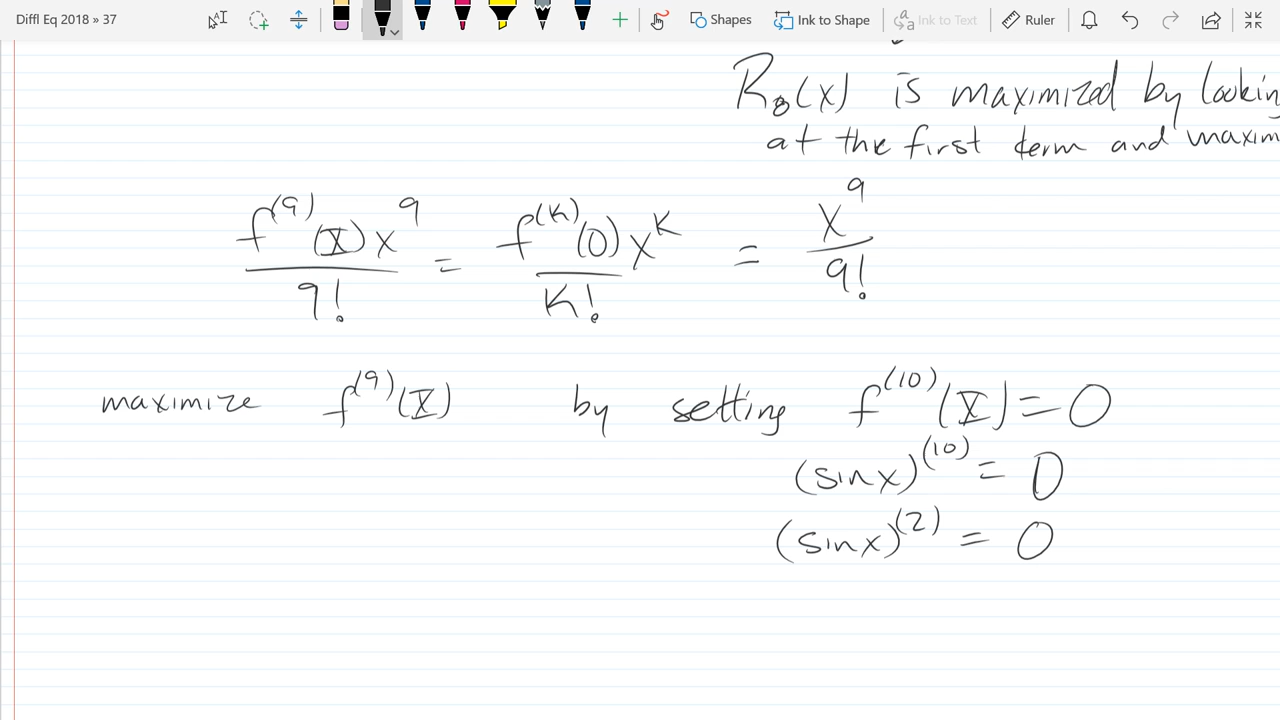 Diffl Eq 2018 » 37
Shapes
Ink to Shape
Ink to Text
Ruler
R₈(x) is maximized by lookin
at the first term and maxim
f⁽⁹⁾(X)x⁹/9! = f⁽ᴷ⁾(0)xᴷ/K! = x⁹/9!
maximize f⁽⁹⁾(X) by setting f⁽¹⁰⁾(X) = 0
(sinx)⁽¹⁰⁾ = 0
(sinx)⁽²⁾ = 0